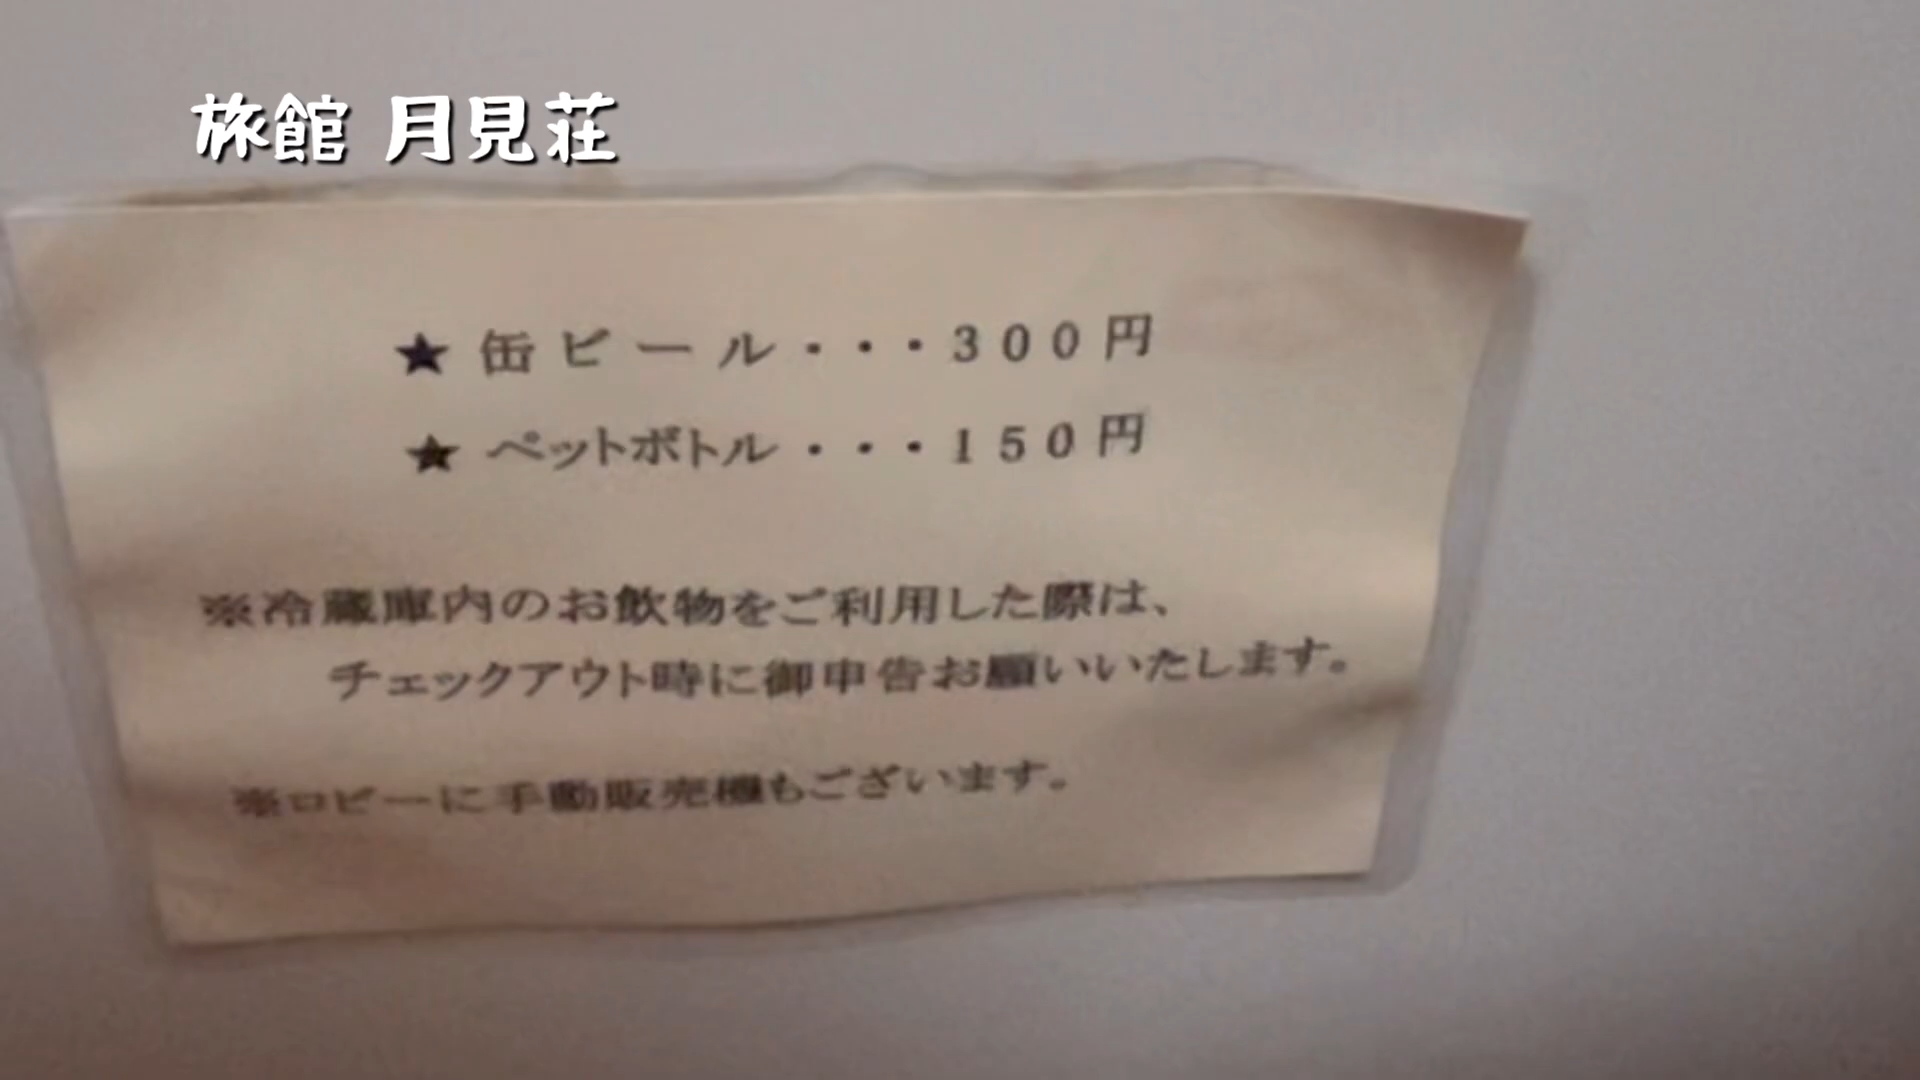 旅館 月見荘
★ 缶ビール・・・300円
★ ペットボトル・・・150円
※冷蔵庫内のお飲物をご利用した際は、
チェックアウト時に御申告お願いいたします。
※ロビーに手動販売機もございます。